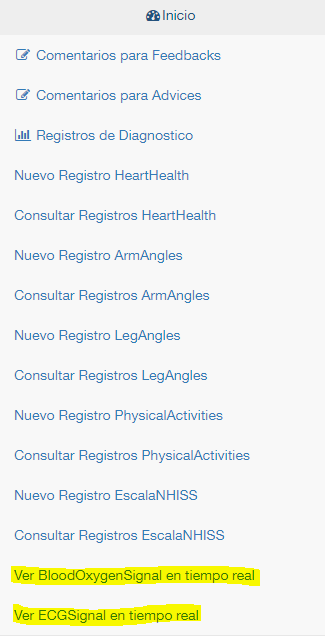 Inicio
Comentarios para Feedbacks
Comentarios para Advices
Registros de Diagnostico
Nuevo Registro HearthHealth
Consultar Registros HearthHealth
Nuevo Registro ArmAngles
Consultar Registros ArmAngles
Nuevo Registro LegAngles
Consultar Registros LegAngles
Nuevo Registro PhysicalActivities
Consultar Registros PhysicalActivities
Nuevo Registro EscalaNHISS
Consultar Registros EscalaNHISS
Ver BloodOxygenSignal en tiempo real
Ver ECGSignal en tiempo real